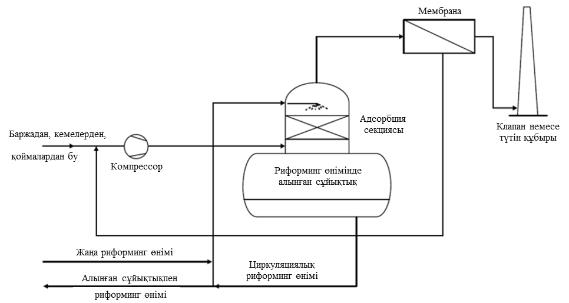 Мембрана
Адсорбция
секциясы
Клапан немесе
түтін құбыры
Баржадан, кемелерден,
қоймалардан бу
Компрессор
Риформинг өнімінде
алынған сұйықтық
Жаңа риформинг өнімі
Циркуляциялық
риформинг өнімі
Алынған сұйықтықпен
риформинг өнімі